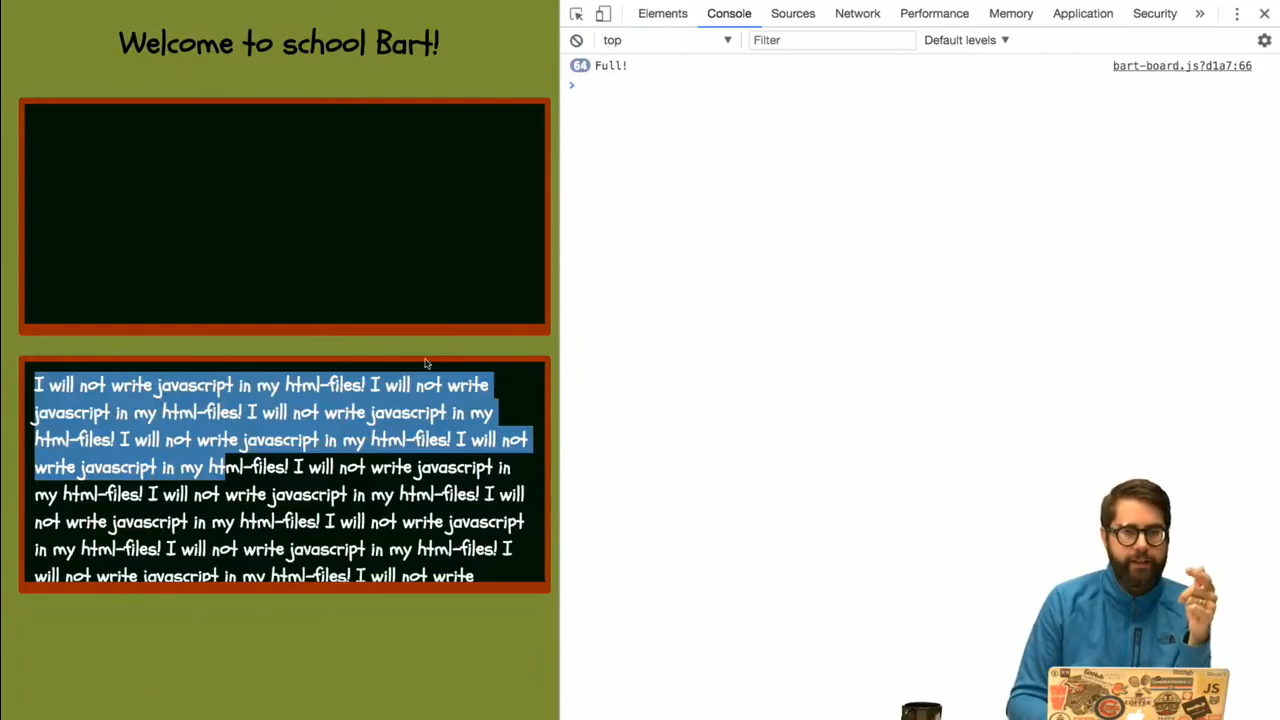 Welcome to school Bart!
Elements Console Sources Network Performance Memory Application Security »
top ▼ Filter Default levels ▼
64 Full! bart-board.js?d1a7:66
>
I will not write javascript in my html-files! I will not write
javascript in my html-files! I will not write javascript in my
html-files! I will not write javascript in my html-files! I will not
write javascript in my html-files! I will not write javascript in
my html-files! I will not write javascript in my html-files! I will
not write javascript in my html-files! I will not write javascript
in my html-files! I will not write javascript in my html-files! I
will not write javascript in my html-files! I will not write
JS